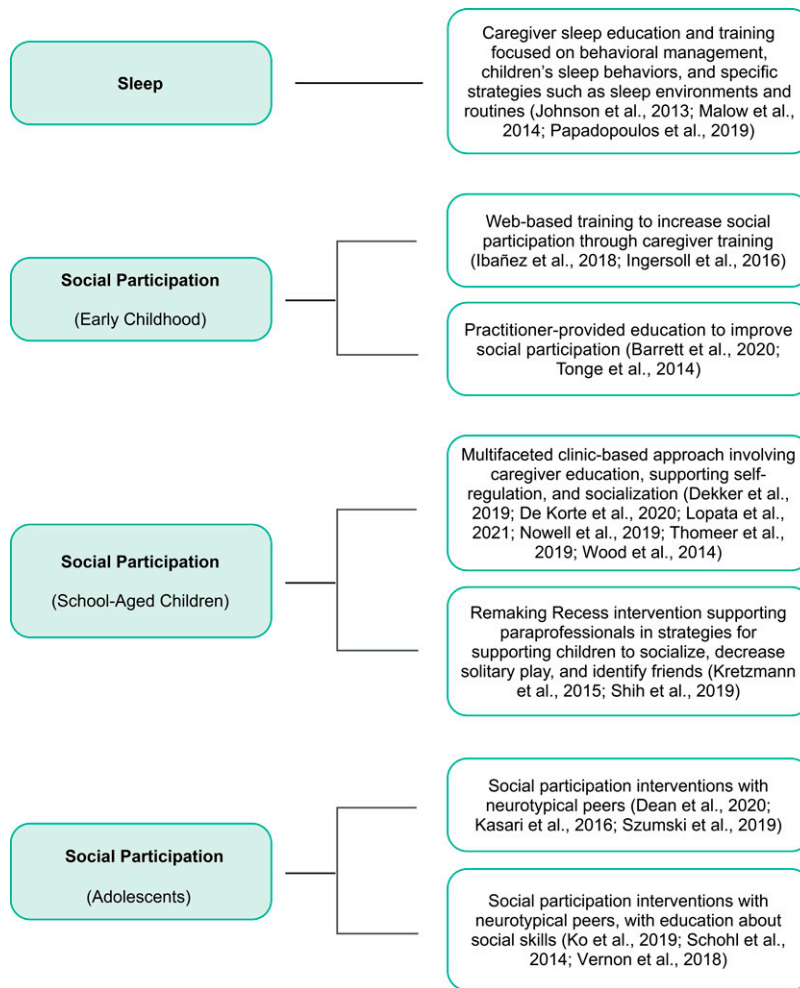 Sleep
Caregiver sleep education and training
focused on behavioral management,
children's sleep behaviors, and specific
strategies such as sleep environments and
routines (Johnson et al., 2013; Malow et al.,
2014; Papadopoulos et al., 2019)
Social Participation
(Early Childhood)
Web-based training to increase social
participation through caregiver training
(Ibañez et al., 2018; Ingersoll et al., 2016)
Practitioner-provided education to improve
social participation (Barrett et al., 2020;
Tonge et al., 2014)
Social Participation
(School-Aged Children)
Multifaceted clinic-based approach involving
caregiver education, supporting self-
regulation, and socialization (Dekker et al.,
2019; De Korte et al., 2020; Lopata et al.,
2021; Nowell et al., 2019; Thomeer et al.,
2019; Wood et al., 2014)
Remaking Recess intervention supporting
paraprofessionals in strategies for
supporting children to socialize, decrease
solitary play, and identify friends (Kretzmann
et al., 2015; Shih et al., 2019)
Social Participation
(Adolescents)
Social participation interventions with
neurotypical peers (Dean et al., 2020;
Kasari et al., 2016; Szumski et al., 2019)
Social participation interventions with
neurotypical peers, with education about
social skills (Ko et al., 2019; Schohl et al.,
2014; Vernon et al., 2018)